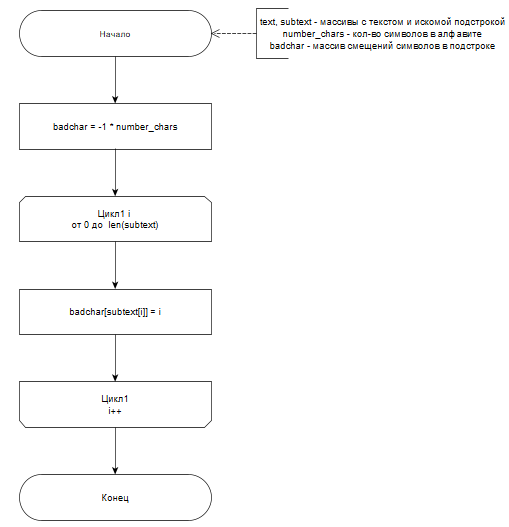 Начало
text, subtext - массивы с текстом и искомой подстрокой
number_chars - кол-во символов в алфавите
badchar - массив смещений символов в подстроке
badchar = -1 * number_chars
Цикл1 i
от 0 до len(subtext)
badchar[subtext[i]] = i
Цикл1
i++
Конец